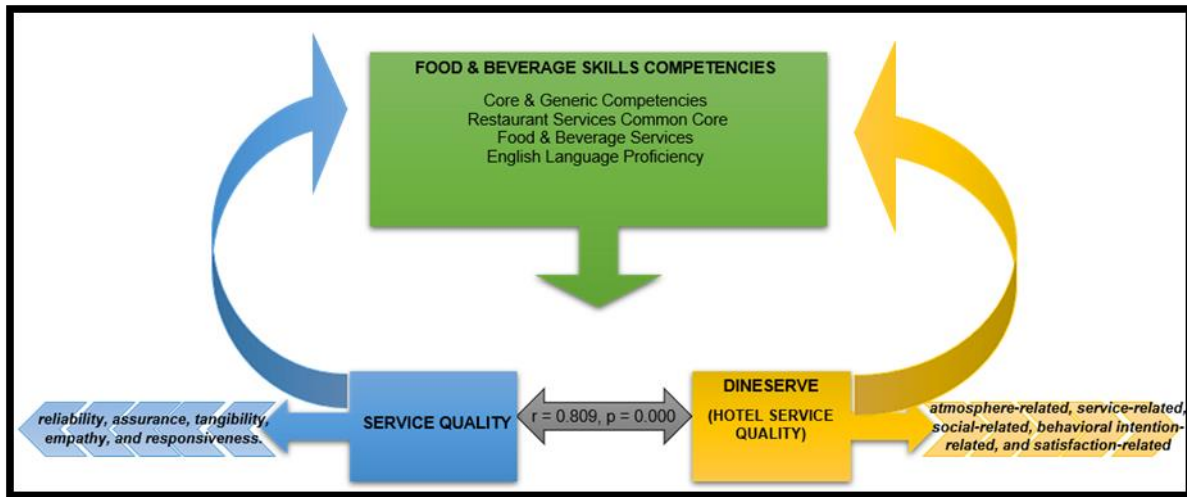 FOOD & BEVERAGE SKILLS COMPETENCIES
Core & Generic Competencies
Restaurant Services Common Core
Food & Beverage Services
English Language Proficiency
reliability, assurance, tangibility,
empathy, and responsiveness.
SERVICE QUALITY
r = 0.809, p = 0.000
DINESERVE
(HOTEL SERVICE
QUALITY)
atmosphere-related, service-related,
social-related, behavioral intention-
related, and satisfaction-related